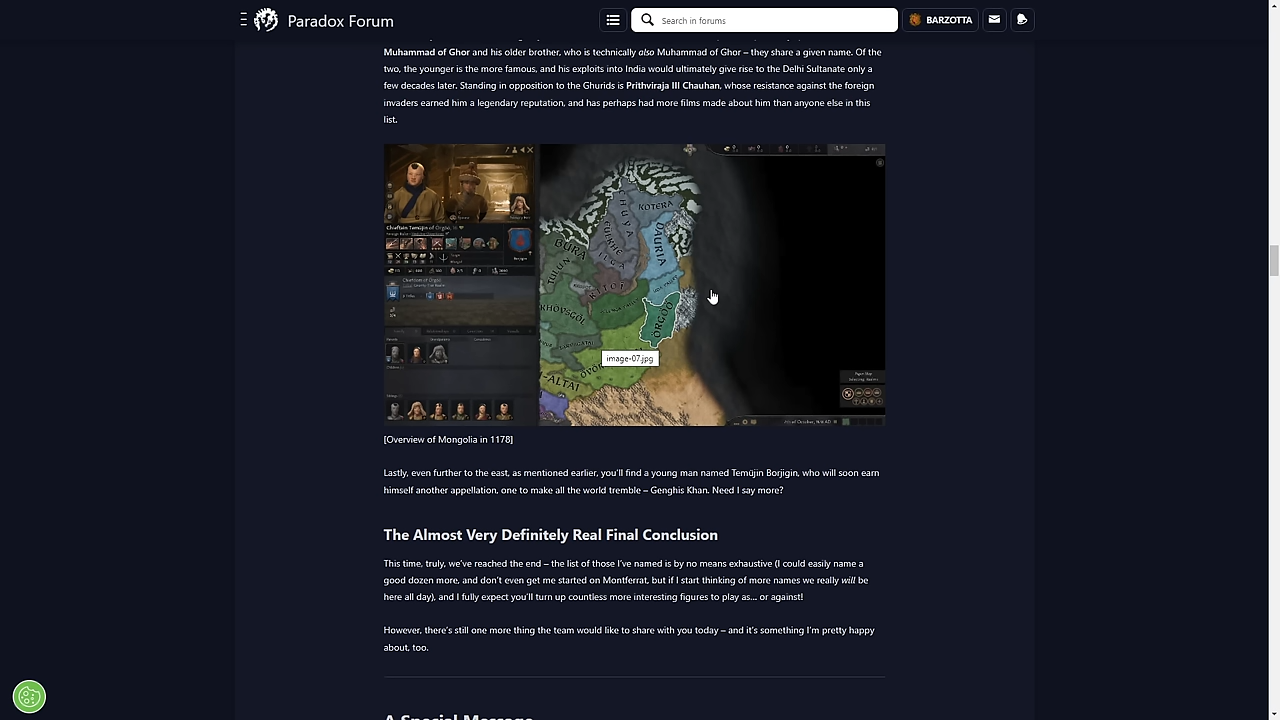 Paradox Forum
Search in forums
BARZOTTA
Muhammad of Ghor and his older brother, who is technically also Muhammad of Ghor – they share a given name. Of the
two, the younger is the more famous, and his exploits into India would ultimately give rise to the Delhi Sultanate only a
few decades later. Standing in opposition to the Ghurids is Prithviraja III Chauhan, whose resistance against the foreign
invaders earned him a legendary reputation, and has perhaps had more films made about him than anyone else in this
list.
KOTERA
HUVA
DAURIA
BURA
TULUN
KHÖVSGÖL
ORGOÖ
ALTAI
Chieftain Temüjin of Orgoö
image-07.jpg
[Overview of Mongolia in 1178]
Lastly, even further to the east, as mentioned earlier, you'll find a young man named Temüjin Borjigin, who will soon earn
himself another appellation, one to make all the world tremble – Genghis Khan. Need I say more?
The Almost Very Definitely Real Final Conclusion
This time, truly, we've reached the end – the list of those I've named is by no means exhaustive (I could easily name a
good dozen more, and don't even get me started on Montferrat, but if I start thinking of more names we really will be
here all day), and I fully expect you'll turn up countless more interesting figures to play as... or against!
However, there's still one more thing the team would like to share with you today – and it's something I'm pretty happy
about, too.
A Special Message